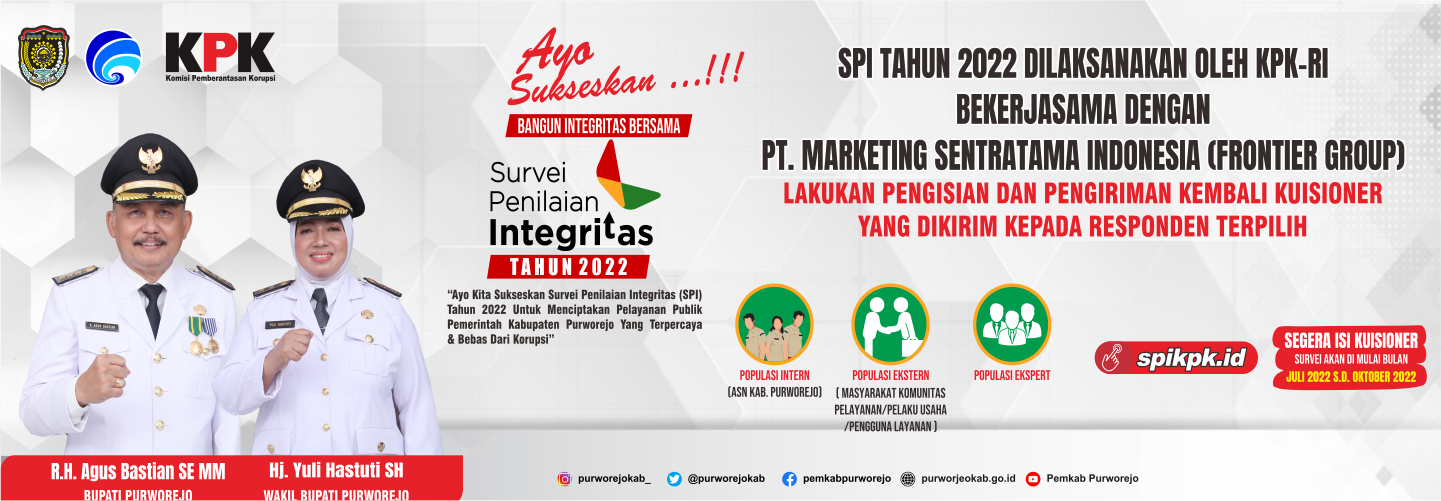 KPK
Komisi Pemberantasan Korupsi
R.H. Agus Bastian SE MM
BUPATI PURWOREJO
Hj. Yuli Hastuti SH
WAKIL BUPATI PURWOREJO
Ayo
Sukseskan ...!!!
BANGUN INTEGRITAS BERSAMA
Survei
Penilaian
Integritas
TAHUN 2022
“Ayo Kita Sukseskan Survei Penilaian Integritas (SPI)
Tahun 2022 Untuk Menciptakan Pelayanan Publik
Pemerintah Kabupaten Purworejo Yang Terpercaya
& Bebas Dari Korupsi”
SPI TAHUN 2022 DILAKSANAKAN OLEH KPK-RI
BEKERJASAMA DENGAN
PT. MARKETING SENTRATAMA INDONESIA (FRONTIER GROUP)
LAKUKAN PENGISIAN DAN PENGIRIMAN KEMBALI KUISIONER
YANG DIKIRIM KEPADA RESPONDEN TERPILIH
POPULASI INTERN
(ASN KAB. PURWOREJO)
POPULASI EKSTERN
( MASYARAKAT KOMUNITAS
PELAYANAN/PELAKU USAHA
/PENGGUNA LAYANAN )
POPULASI EKSPERT
spikpk.id
SEGERA ISI KUISIONER
SURVEI AKAN DI MULAI BULAN
JULI 2022 S.D. OKTOBER 2022
purworejokab_
@purworejokab
pemkabpurworejo
purworjeokab.go.id
Pemkab Purworejo